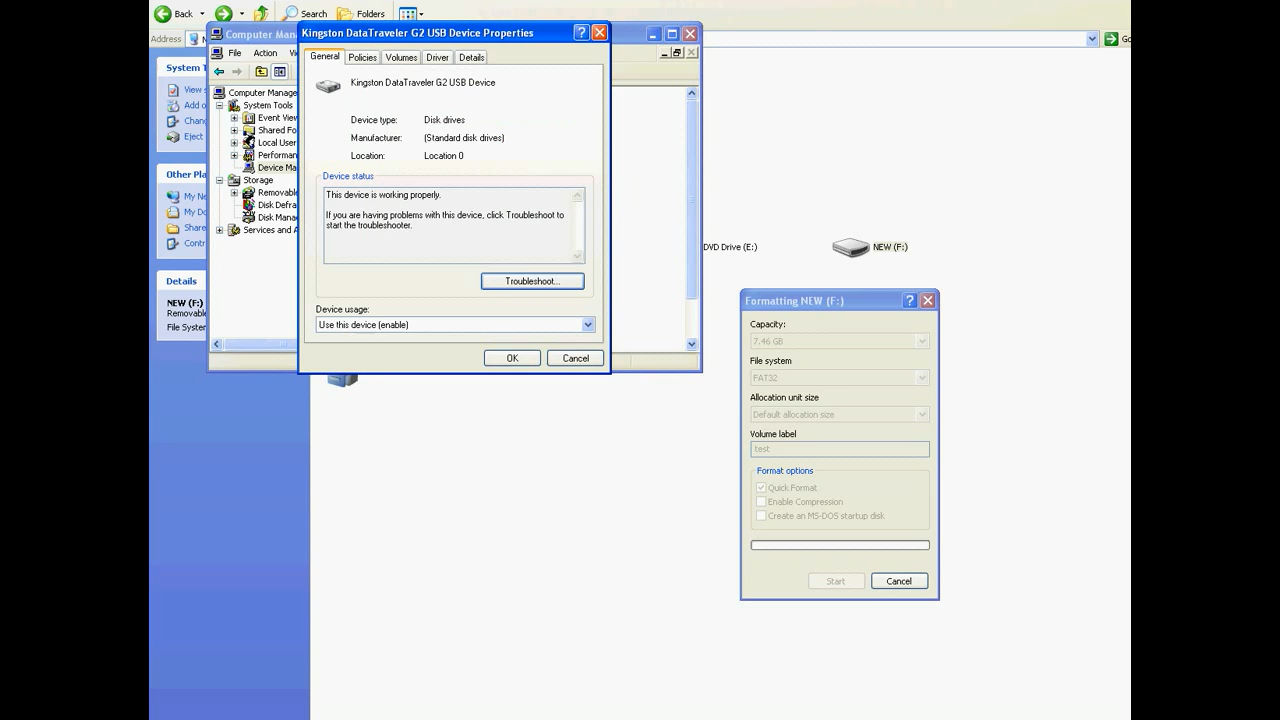 Back
Search
Folders
Address
Go
System T
View s
Add o
Chang
Eject
Other Pla
My Ne
My Do
Share
Contr
Details
NEW (F:)
Removab
File System
Computer Mana
File
Action
Computer Manage
System Tools
Event View
Shared Fo
Local User
Performan
Device Ma
Storage
Removable
Disk Defra
Disk Mana
Services and A
Kingston DataTraveler G2 USB Device Properties
General
Policies
Volumes
Driver
Details
Kingston DataTraveler G2 USB Device
Device type: Disk drives
Manufacturer: (Standard disk drives)
Location: Location 0
Device status
This device is working properly.
If you are having problems with this device, click Troubleshoot to
start the troubleshooter.
Troubleshoot...
Device usage:
Use this device (enable)
OK
Cancel
DVD Drive (E:)
NEW (F:)
Formatting NEW (F:)
Capacity:
7.46 GB
File system
FAT32
Allocation unit size
Default allocation size
Volume label
test
Format options
Quick Format
Enable Compression
Create an MS-DOS startup disk
Start
Cancel